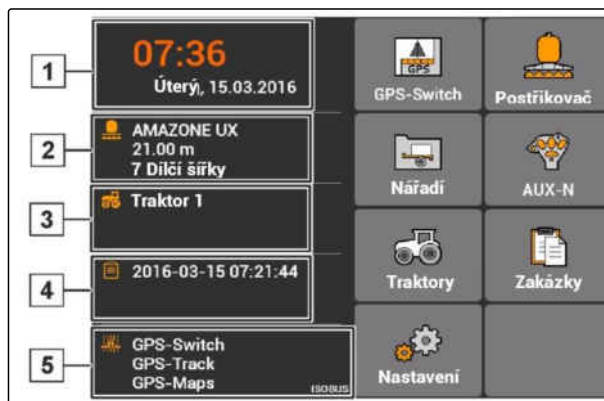 1
07:36
Úterý, 15.03.2016
2
AMAZONE UX
21.00 m
7 Dílčí šířky
3
Traktor 1
4
2016-03-15 07:21:44
5
GPS-Switch
GPS-Track
GPS-Maps
ISOBUS
GPS
GPS-Switch
Postřikovač
Nářadí
AUX-N
Traktory
Zakázky
Nastavení